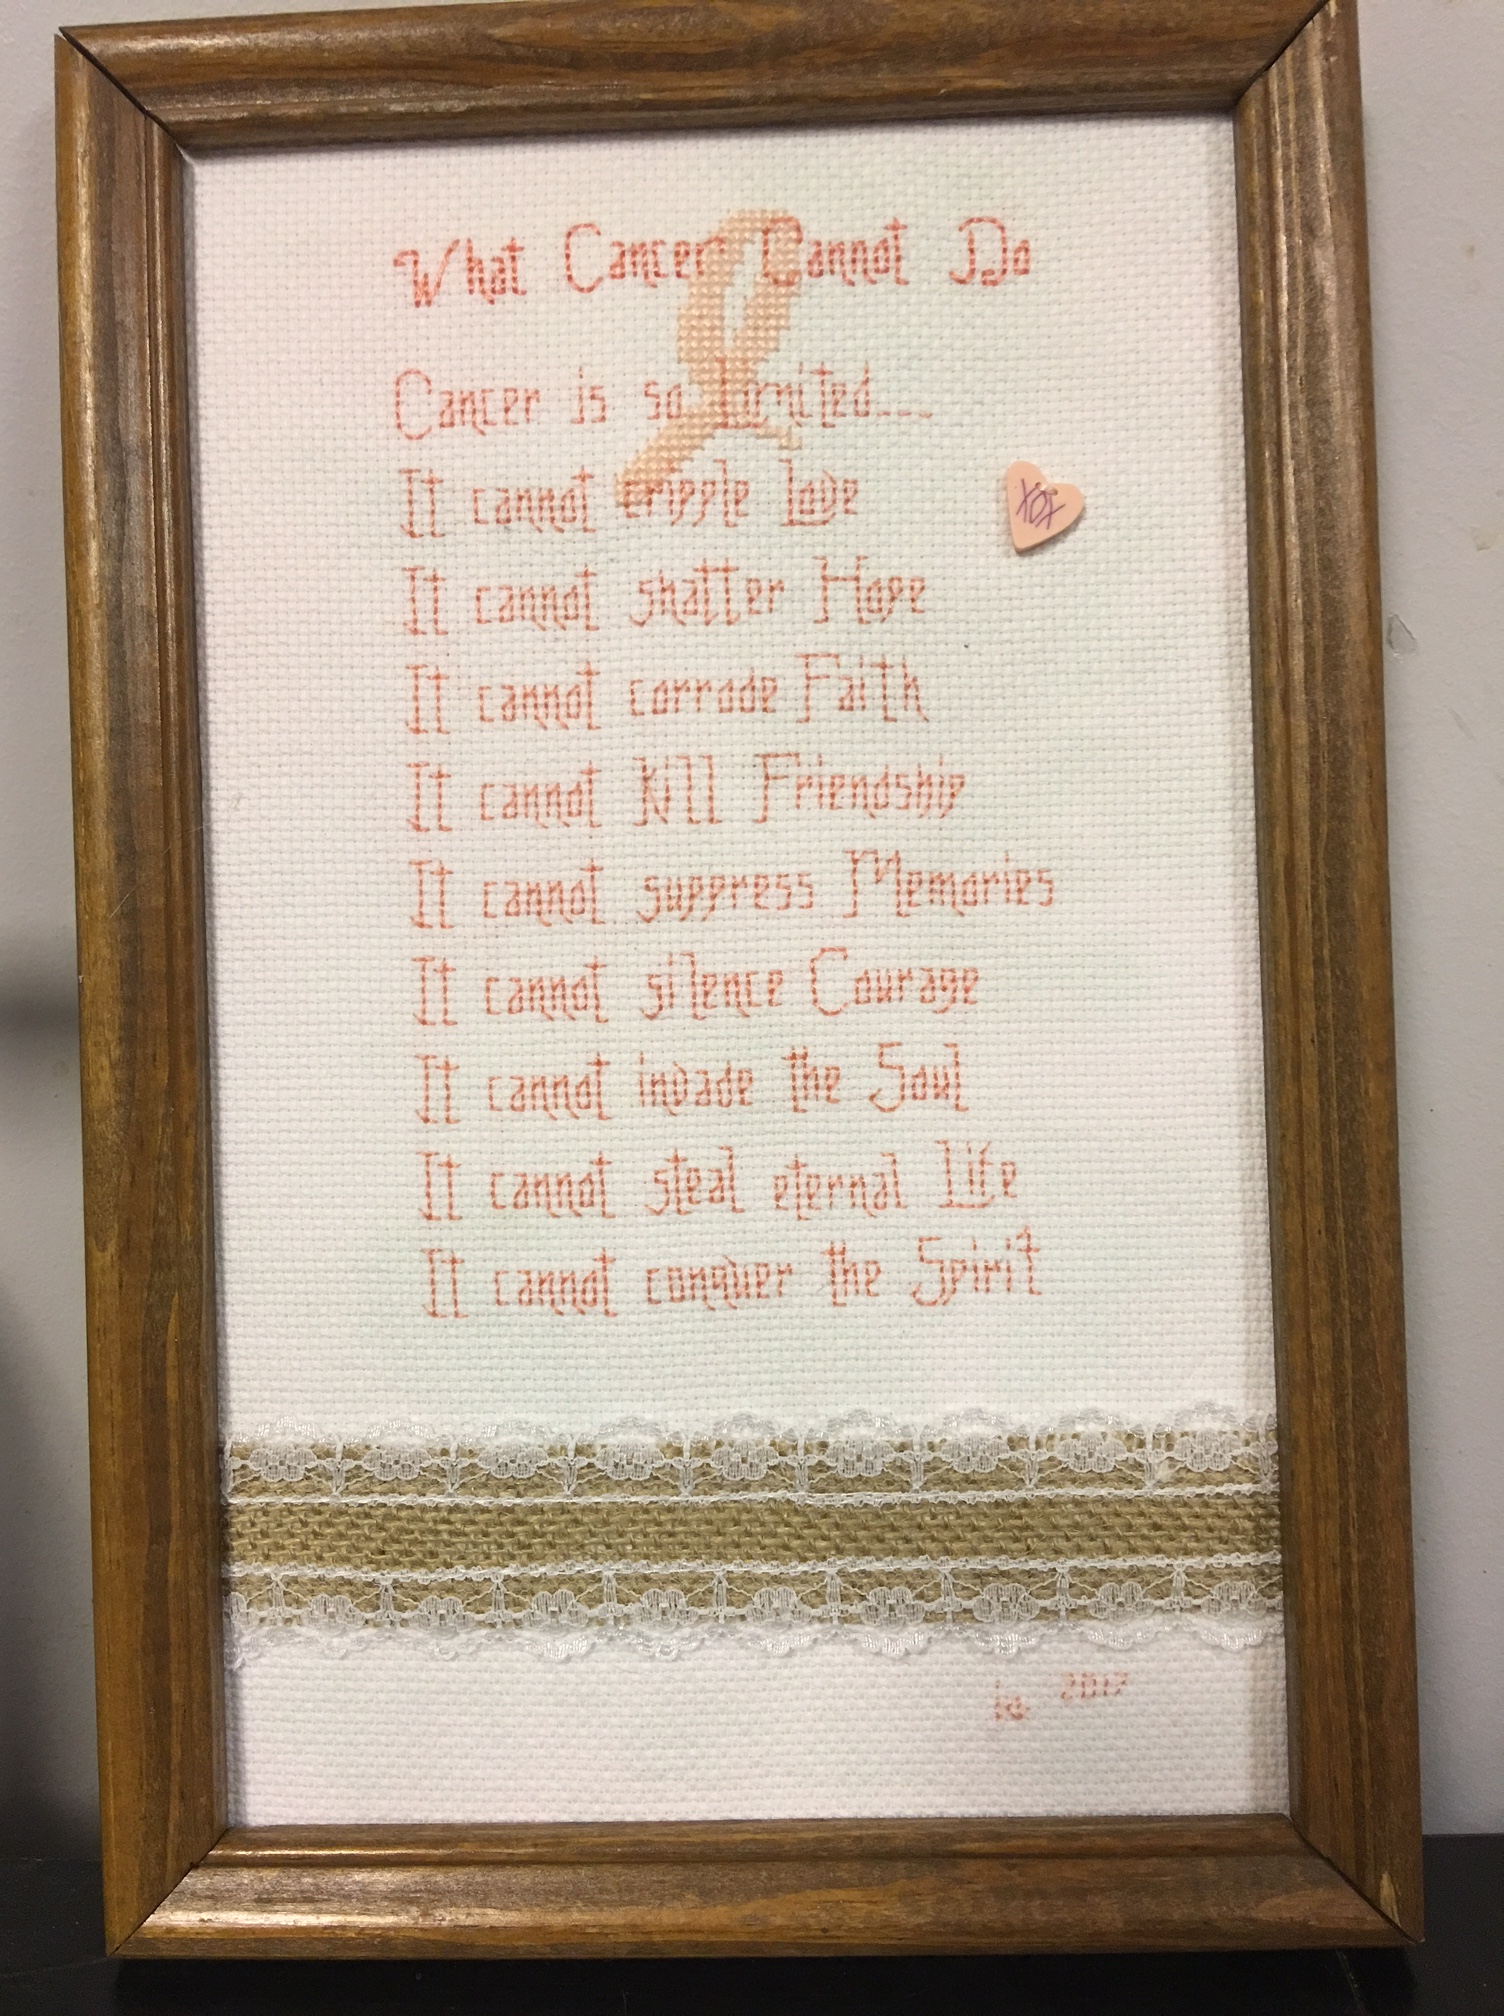 What Cancer Cannot Do
Cancer is so limited...
It cannot cripple Love
XOX
It cannot shatter Hope
It cannot corrode Faith
It cannot kill Friendship
It cannot suppress Memories
It cannot silence Courage
It cannot invade the Soul
It cannot steal eternal Life
It cannot conquer the Spirit
2017